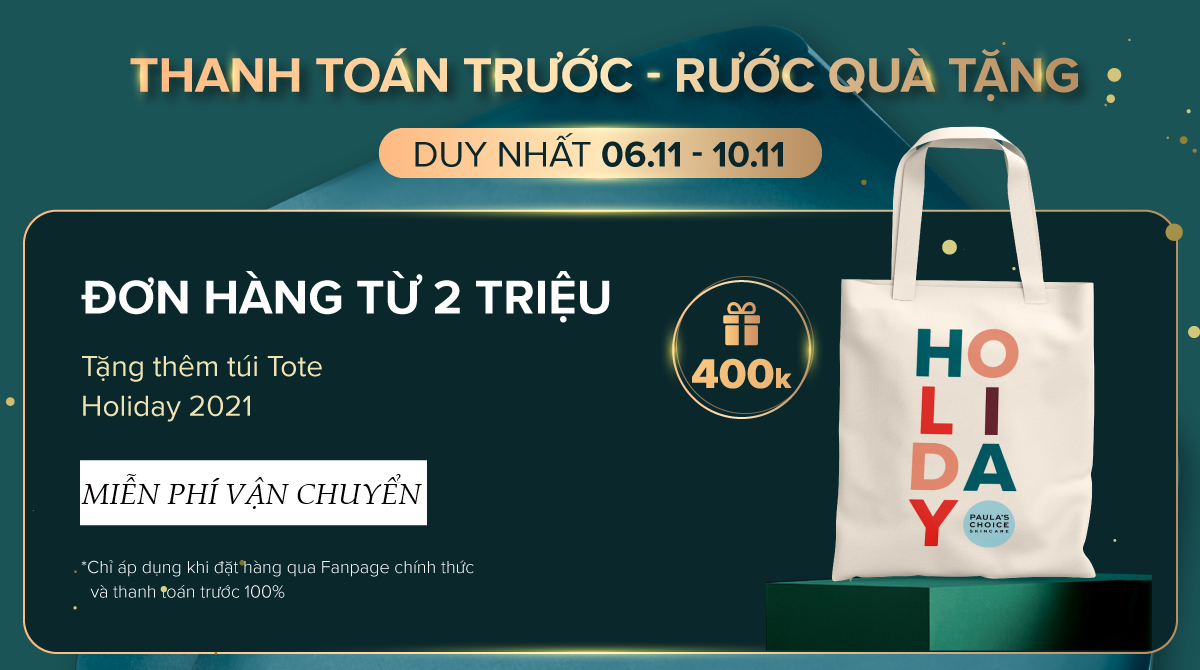 THANH TOÁN TRƯỚC - RƯỚC QUÀ TẶNG
DUY NHẤT 06.11 - 10.11
ĐƠN HÀNG TỪ 2 TRIỆU
Tặng thêm túi Tote
Holiday 2021
400k
MIỄN PHÍ VẬN CHUYỂN
*Chỉ áp dụng khi đặt hàng qua Fanpage chính thức
và thanh toán trước 100%
HO
LI
DA
Y
PAULA'S
CHOICE
SKINCARE